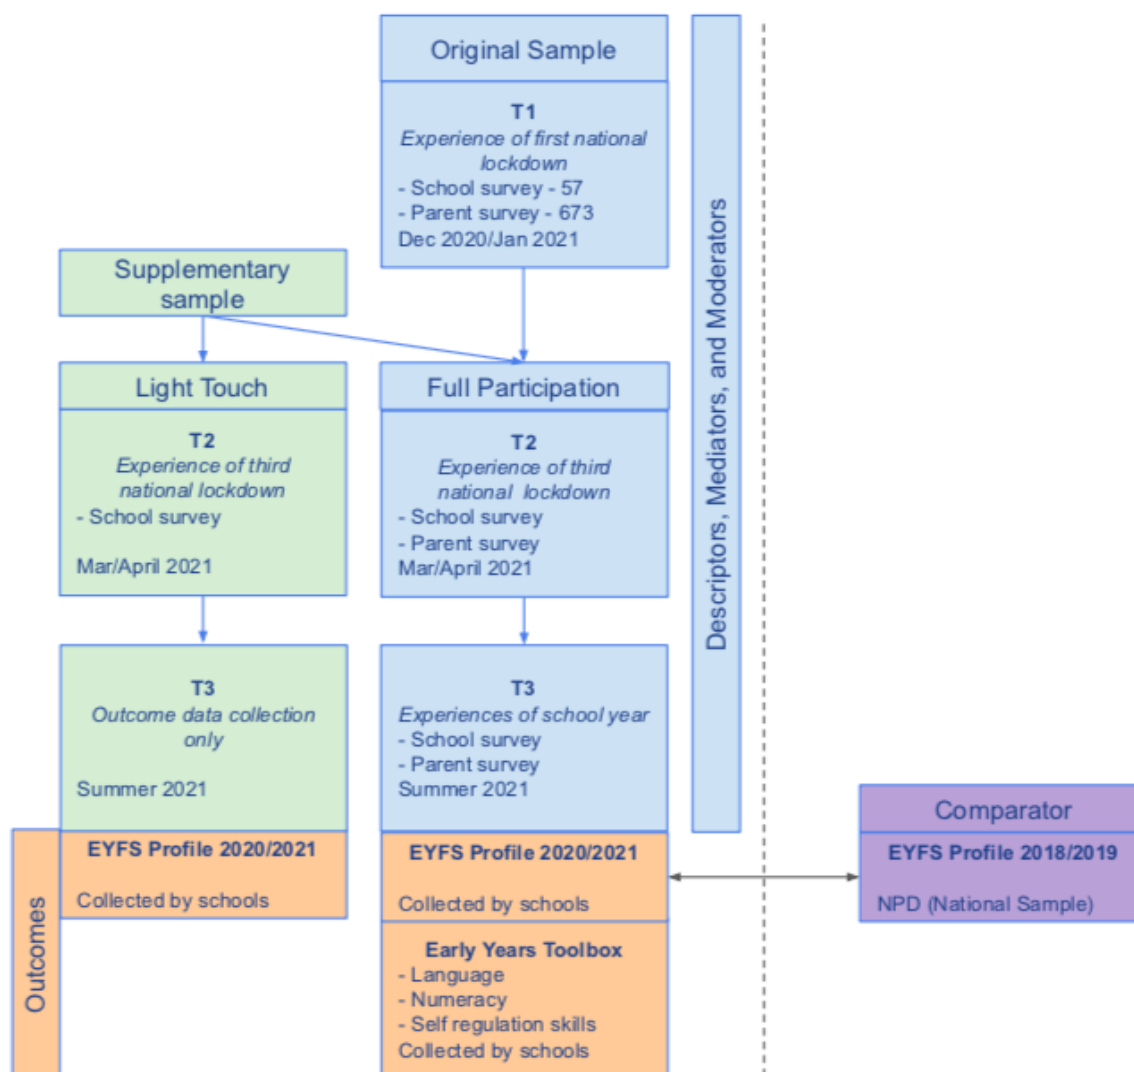 Original Sample
T1
Experience of first national
lockdown
- School survey - 57
- Parent survey - 673
Dec 2020/Jan 2021
Supplementary
sample
Light Touch
T2
Experience of third
national lockdown
- School survey
Mar/April 2021
Full Participation
T2
Experience of third
national lockdown
- School survey
- Parent survey
Mar/April 2021
T3
Outcome data collection
only
Summer 2021
T3
Experiences of school year
- School survey
- Parent survey
Summer 2021
Descriptors, Mediators, and Moderators
Outcomes
EYFS Profile 2020/2021
Collected by schools
EYFS Profile 2020/2021
Collected by schools
Early Years Toolbox
- Language
- Numeracy
- Self regulation skills
Collected by schools
Comparator
EYFS Profile 2018/2019
NPD (National Sample)